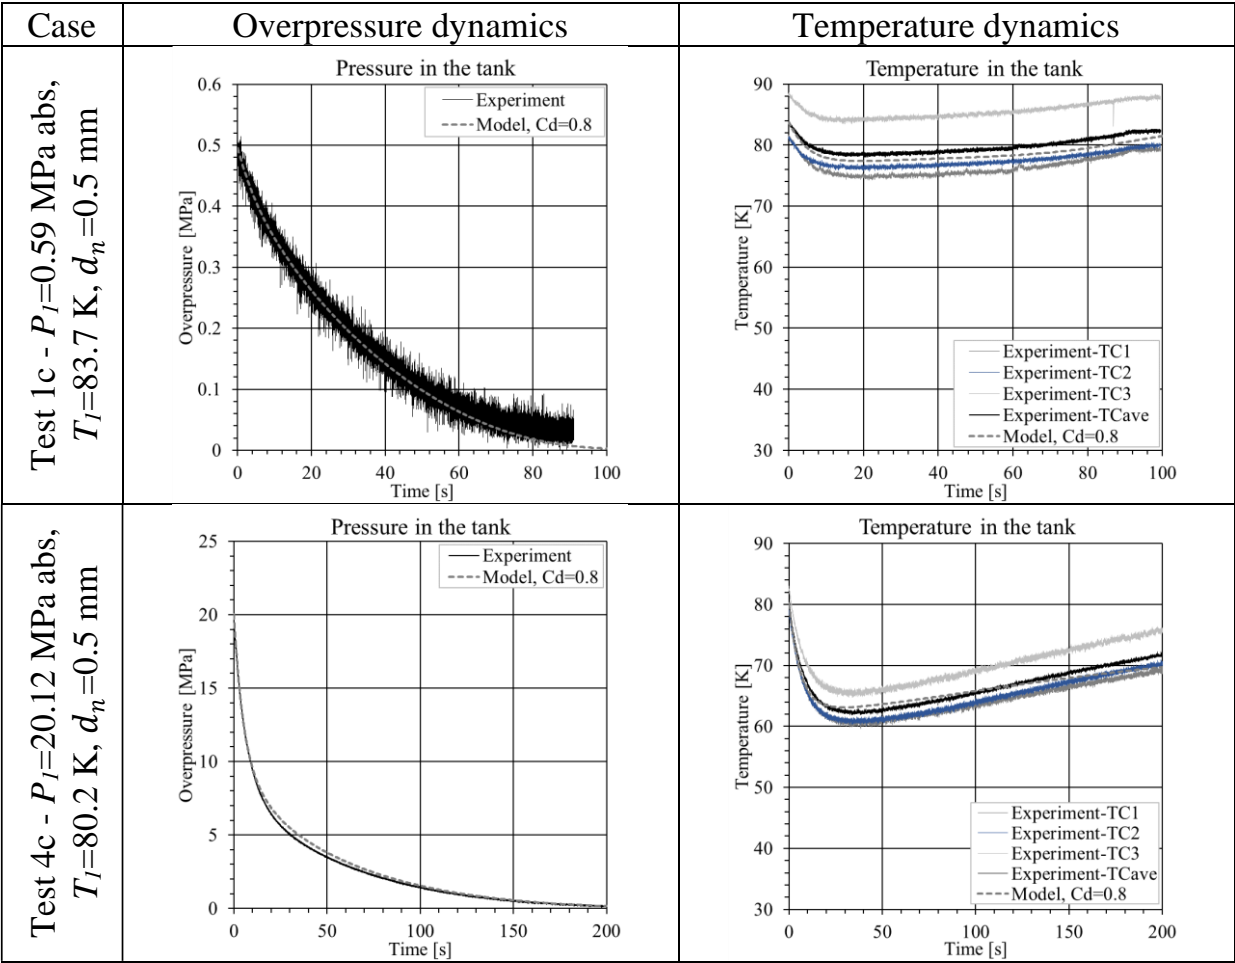 Case
Overpressure dynamics
Temperature dynamics
Test 1c - P1=0.59 MPa abs,
T1=83.7 K, dn=0.5 mm
Pressure in the tank
Overpressure [MPa]
0.6
0.5
0.4
0.3
0.2
0.1
0
Experiment
Model, Cd=0.8
0 20 40 60 80 100
Time [s]
Temperature in the tank
Temperature [K]
90
80
70
60
50
40
30
Experiment-TC1
Experiment-TC2
Experiment-TC3
Experiment-TCave
Model, Cd=0.8
0 20 40 60 80 100
Time [s]
Test 4c - P1=20.12 MPa abs,
T1=80.2 K, dn=0.5 mm
Pressure in the tank
Overpressure [MPa]
25
20
15
10
5
0
Experiment
Model, Cd=0.8
0 50 100 150 200
Time [s]
Temperature in the tank
Temperature [K]
90
80
70
60
50
40
30
Experiment-TC1
Experiment-TC2
Experiment-TC3
Experiment-TCave
Model, Cd=0.8
0 50 100 150 200
Time [s]